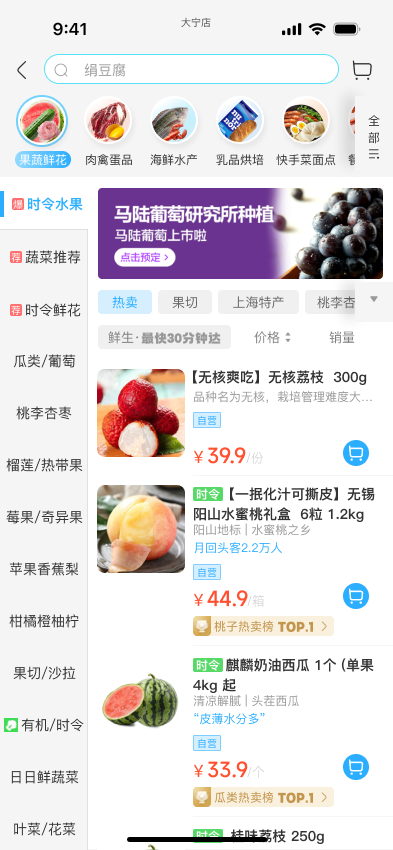 9:41
大宁店
绢豆腐
果蔬鲜花
肉禽蛋品
海鲜水产
乳品烘培
快手菜面点
全部
爆 时令水果
荐 蔬菜推荐
荐 时令鲜花
瓜类/葡萄
桃李杏枣
榴莲/热带果
莓果/奇异果
苹果香蕉梨
柑橘橙柚柠
果切/沙拉
有机/时令
日日鲜蔬菜
叶菜/花菜
马陆葡萄研究所种植
马陆葡萄上市啦
点击预定 >
热卖
果切
上海特产
桃李杏
鲜生·最快30分钟达
价格
销量
【无核爽吃】无核荔枝 300g
品种名为无核，栽培管理难度大...
自营
¥39.9/份
时令【一抿化汁可撕皮】无锡
阳山水蜜桃礼盒 6粒 1.2kg
阳山地标 | 水蜜桃之乡
月回头客2.2万人
自营
¥44.9/箱
桃子热卖榜 TOP.1 >
时令 麒麟奶油西瓜 1个 (单果
4kg 起
清凉解腻 | 头茬西瓜
“皮薄水分多”
自营
¥33.9/个
瓜类热卖榜 TOP.1 >
时令 桂味荔枝 250g